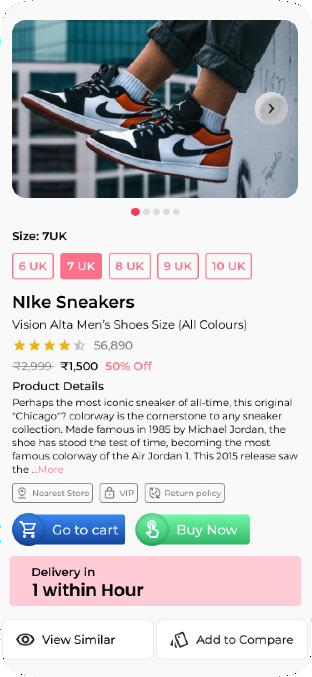 Size: 7UK
6 UK
7 UK
8 UK
9 UK
10 UK
NIke Sneakers
Vision Alta Men's Shoes Size (All Colours)
56,890
₹2,999 ₹1,500 50% Off
Product Details
Perhaps the most iconic sneaker of all-time, this original
"Chicago"? colorway is the cornerstone to any sneaker
collection. Made famous in 1985 by Michael Jordan, the
shoe has stood the test of time, becoming the most
famous colorway of the Air Jordan 1. This 2015 release saw
the ...More
Nearest Store
VIP
Return policy
Go to cart
Buy Now
Delivery in
1 within Hour
View Similar
Add to Compare